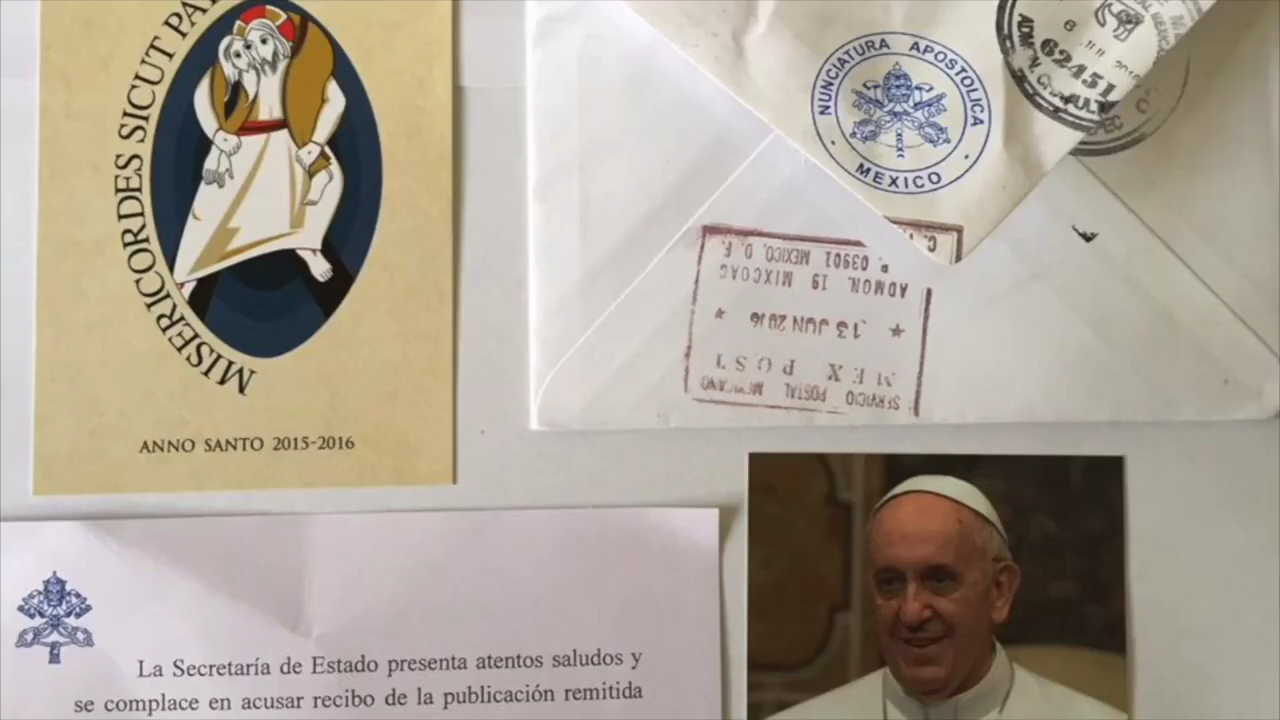 MISERICORDES SICUT PA
ANNO SANTO 2015-2016
NUNCIATURA APOSTOLICA
MEXICO
62451
C.
P. 03901 MEXICO, D. F.
ADMON. 19 MIXCOAC
13 JUN 2016
MEX POST
SERVICIO POSTAL MEXICANO
La Secretaría de Estado presenta atentos saludos y
se complace en acusar recibo de la publicación remitida